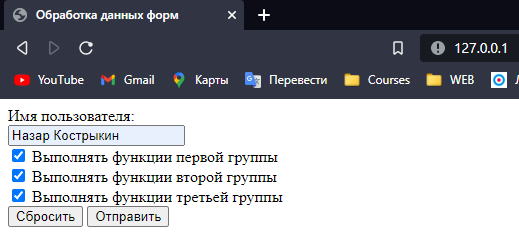 Обработка данных форм
127.0.0.1
YouTube Gmail Карты Перевести Courses WEB
Имя пользователя:
Назар Кострыкин
Выполнять функции первой группы
Выполнять функции второй группы
Выполнять функции третьей группы
Сбросить Отправить